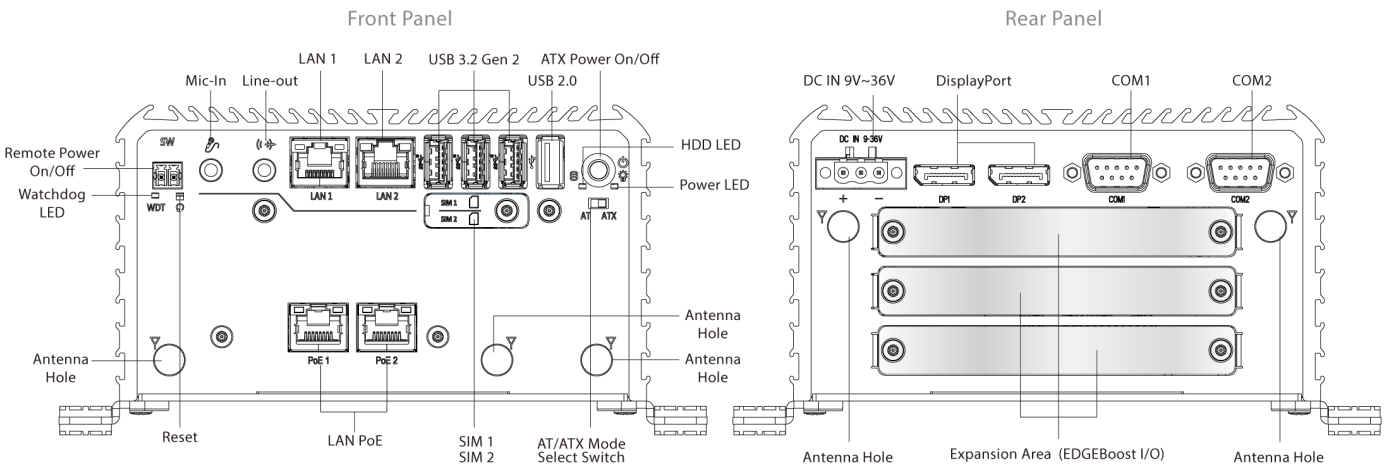 Front Panel
Rear Panel
LAN 1
LAN 2
USB 3.2 Gen 2
ATX Power On/Off
Mic-In
Line-out
USB 2.0
DC IN 9V~36V
DisplayPort
COM1
COM2
Remote Power
On/Off
Watchdog
LED
SW
WDT
LAN 1
LAN 2
SIM 1
SIM 2
AT
ATX
HDD LED
Power LED
DC IN 9-36V
+
−
DP1
DP2
COM1
COM2
Antenna
Hole
PoE 1
PoE 2
Antenna
Hole
Antenna
Hole
Reset
LAN PoE
SIM 1
SIM 2
AT/ATX Mode
Select Switch
Antenna Hole
Expansion Area (EDGEBoost I/O)
Antenna Hole